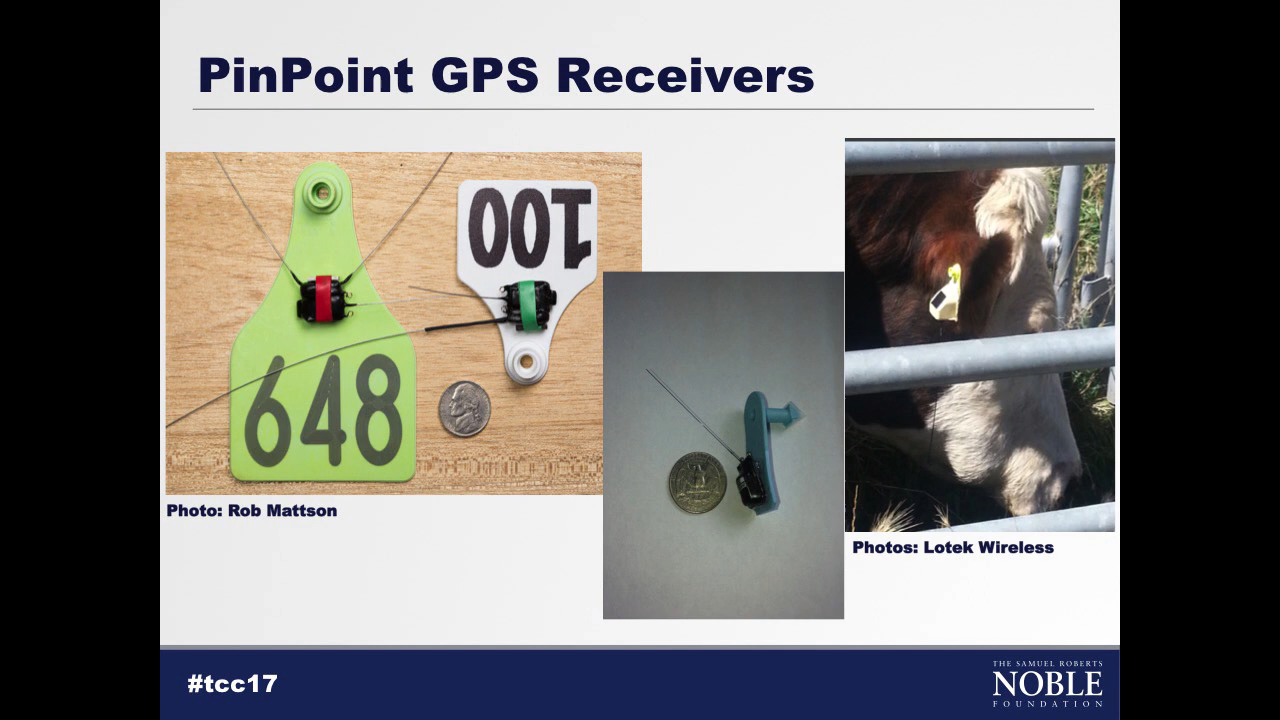 PinPoint GPS Receivers
648
100
Photo: Rob Mattson
Photos: Lotek Wireless
#tcc17
THE SAMUEL ROBERTS
NOBLE
FOUNDATION